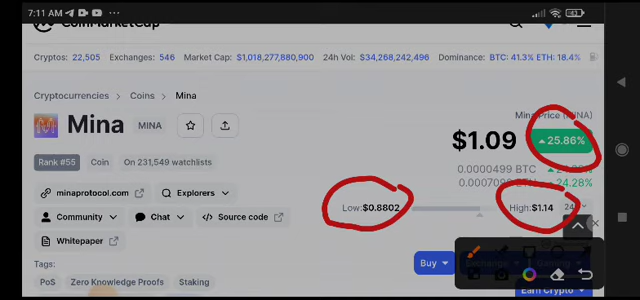 7:11 AM
CoinMarketCap
Cryptos: 22,505 Exchanges: 546 Market Cap: $1,018,277,880,900 24h Vol: $34,268,242,496 Dominance: BTC: 41.3% ETH: 18.4%
Cryptocurrencies > Coins > Mina
Mina Price (MINA)
Mina MINA
$1.09 25.86%
Rank #55 Coin On 231,549 watchlists
0.0000499 BTC
24.28%
minaprotocol.com Explorers
Low:$0.8802 High:$1.14
Community Chat Source code
Whitepaper
Buy
Tags:
PoS Zero Knowledge Proofs Staking
Earn Crypto